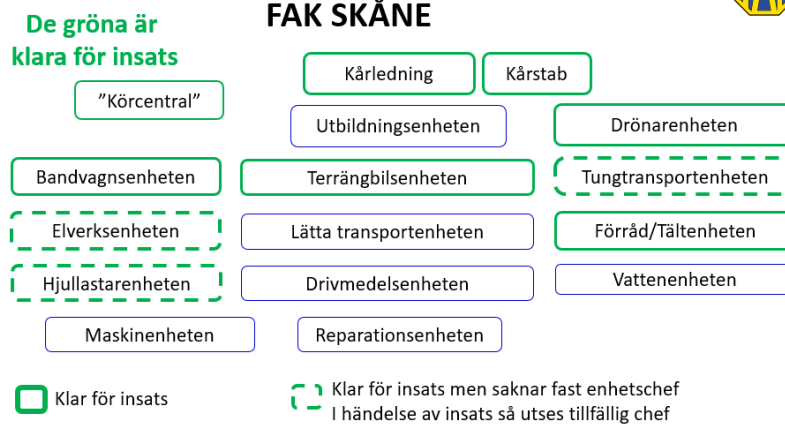 FAK SKÅNE
De gröna är
klara för insats
Kårledning
Kårstab
”Körcentral”
Utbildningsenheten
Drönarenheten
Bandvagnsenheten
Terrängbilsenheten
Tungtransportenheten
Elverksenheten
Lätta transportenheten
Förråd/Tältenheten
Hjullastarenheten
Drivmedelsenheten
Vattenenheten
Maskinenheten
Reparationsenheten
Klar för insats
Klar för insats men saknar fast enhetschef
I händelse av insats så utses tillfällig chef